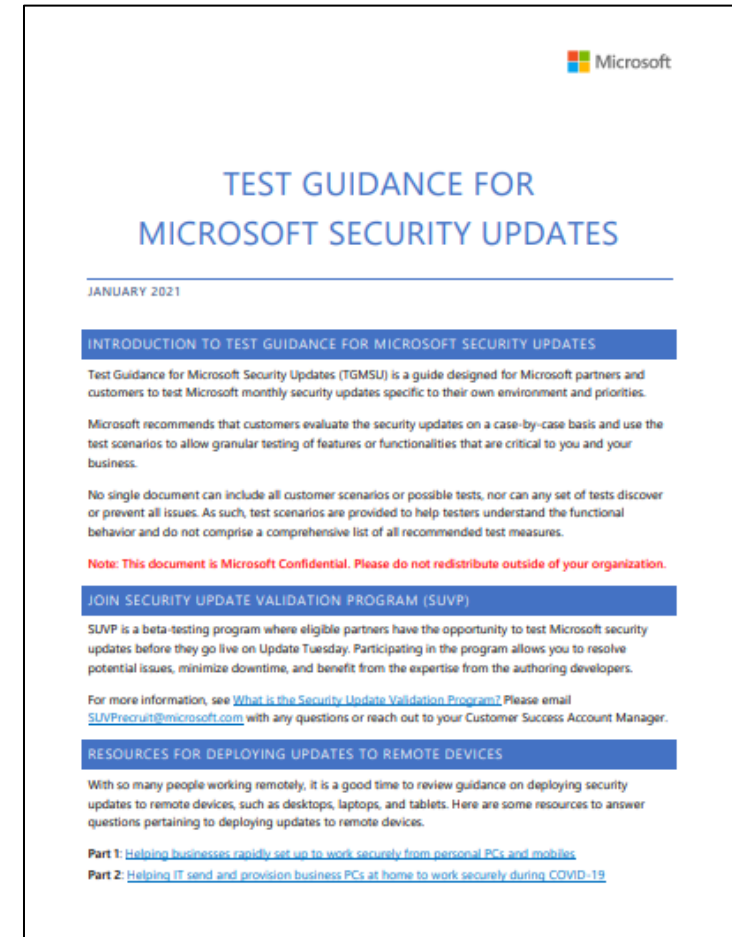 Microsoft
TEST GUIDANCE FOR
MICROSOFT SECURITY UPDATES
JANUARY 2021
INTRODUCTION TO TEST GUIDANCE FOR MICROSOFT SECURITY UPDATES
Test Guidance for Microsoft Security Updates (TGMSU) is a guide designed for Microsoft partners and
customers to test Microsoft monthly security updates specific to their own environment and priorities.
Microsoft recommends that customers evaluate the security updates on a case-by-case basis and use the
test scenarios to allow granular testing of features or functionalities that are critical to you and your
business.
No single document can include all customer scenarios or possible tests, nor can any set of tests discover
or prevent all issues. As such, test scenarios are provided to help testers understand the functional
behavior and do not comprise a comprehensive list of all recommended test measures.
Note: This document is Microsoft Confidential. Please do not redistribute outside of your organization.
JOIN SECURITY UPDATE VALIDATION PROGRAM (SUVP)
SUVP is a beta-testing program where eligible partners have the opportunity to test Microsoft security
updates before they go live on Update Tuesday. Participating in the program allows you to resolve
potential issues, minimize downtime, and benefit from the expertise from the authoring developers.
For more information, see What is the Security Update Validation Program? Please email
SUVPrecruit@microsoft.com with any questions or reach out to your Customer Success Account Manager.
RESOURCES FOR DEPLOYING UPDATES TO REMOTE DEVICES
With so many people working remotely, it is a good time to review guidance on deploying security
updates to remote devices, such as desktops, laptops, and tablets. Here are some resources to answer
questions pertaining to deploying updates to remote devices.
Part 1: Helping businesses rapidly set up to work securely from personal PCs and mobiles
Part 2: Helping IT send and provision business PCs at home to work securely during COVID-19